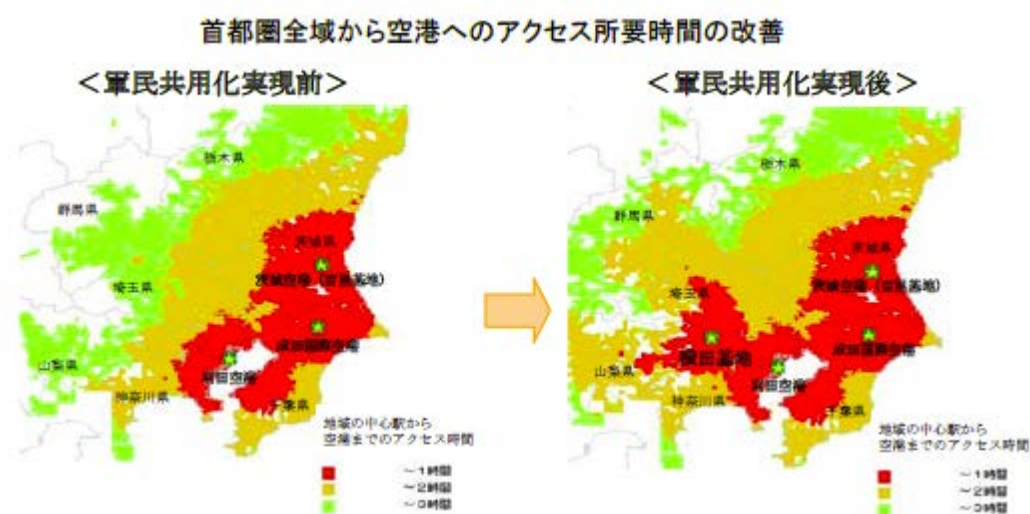 首都圏全域から空港へのアクセス所要時間の改善
＜軍民共用化実現前＞
栃木県
群馬県
茨城県
茨城空港（百里基地）
埼玉県
成田国際空港
山梨県
羽田空港
神奈川県
千葉県
地域の中心駅から
空港までのアクセス時間
～1時間
～2時間
～3時間
＜軍民共用化実現後＞
栃木県
群馬県
茨城県
茨城空港（百里基地）
埼玉県
横田基地
成田国際空港
山梨県
羽田空港
神奈川県
千葉県
地域の中心駅から
空港までのアクセス時間
～1時間
～2時間
～3時間